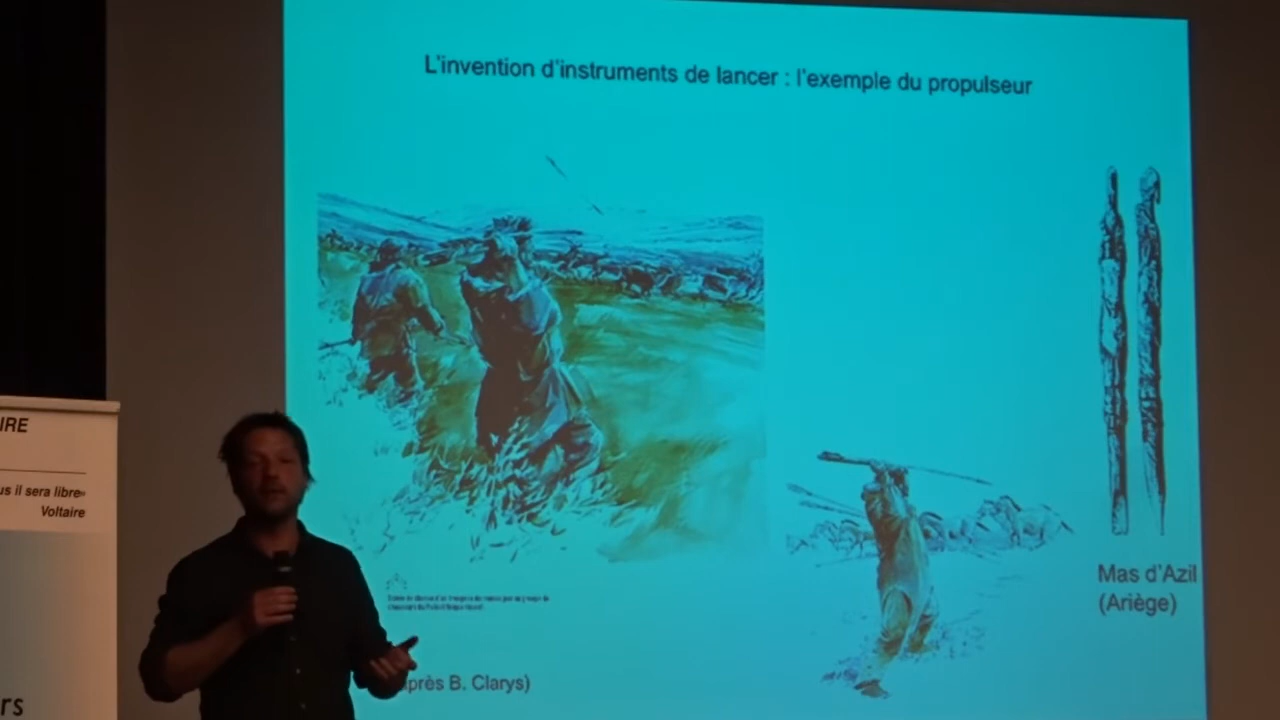 L'invention d'instruments de lancer : l'exemple du propulseur
Mas d'Azil
(Ariège)
près B. Clarys)
IRE
us il sera libre»
Voltaire
rs